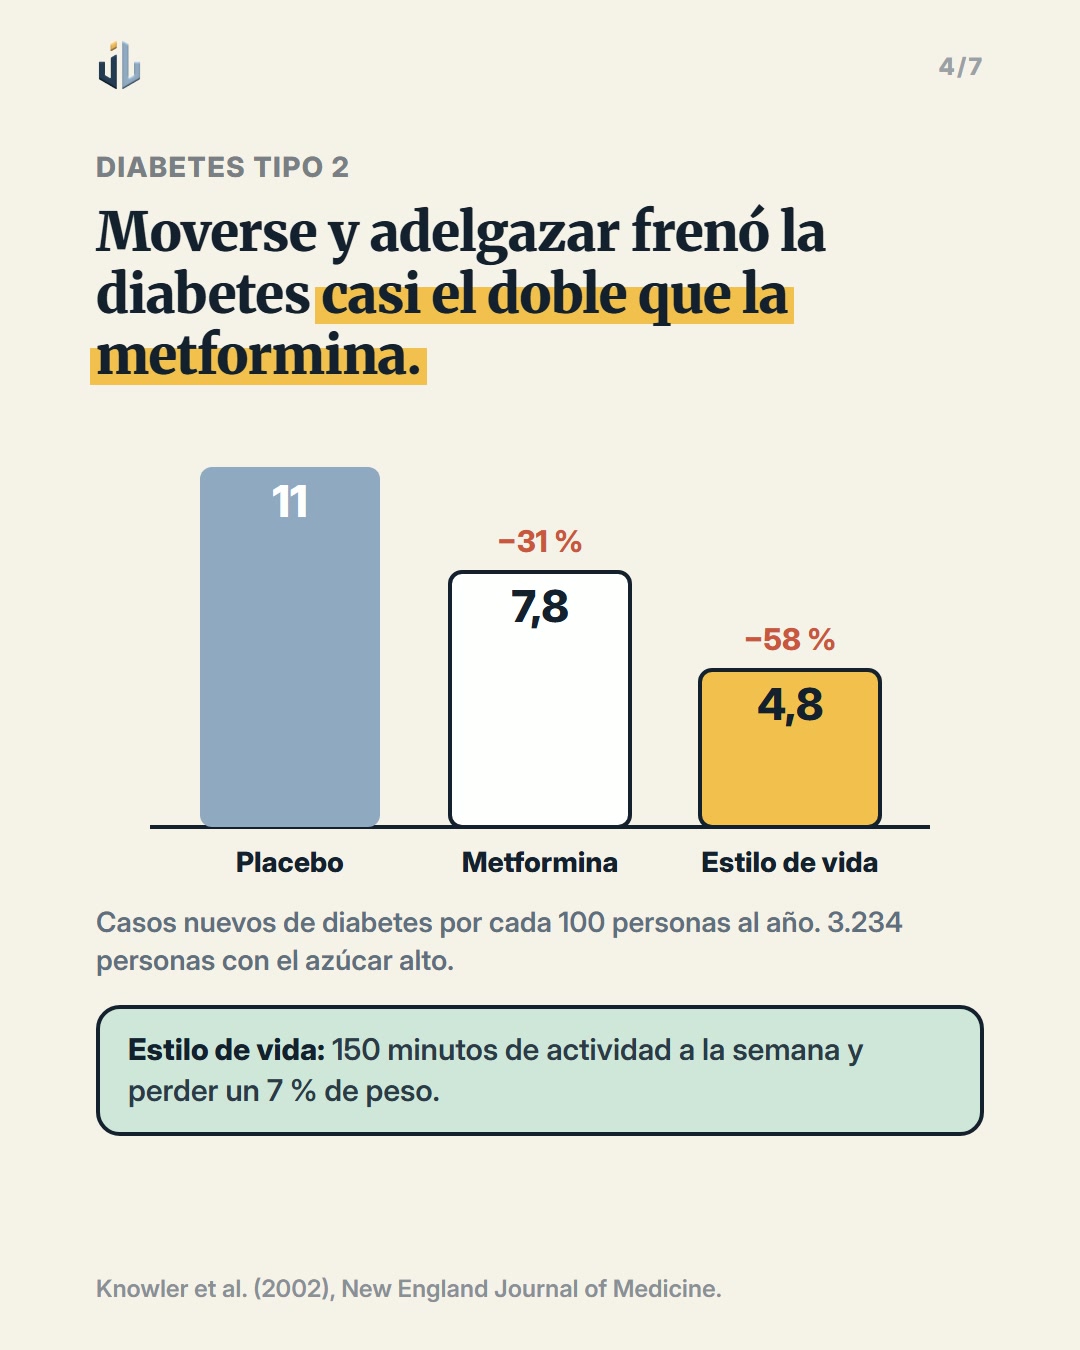 4/7
DIABETES TIPO 2
Moverse y adelgazar frenó la
diabetes casi el doble que la
metformina.
11
−31 %
7,8
−58 %
4,8
Placebo
Metformina
Estilo de vida
Casos nuevos de diabetes por cada 100 personas al año. 3.234
personas con el azúcar alto.
Estilo de vida: 150 minutos de actividad a la semana y
perder un 7 % de peso.
Knowler et al. (2002), New England Journal of Medicine.